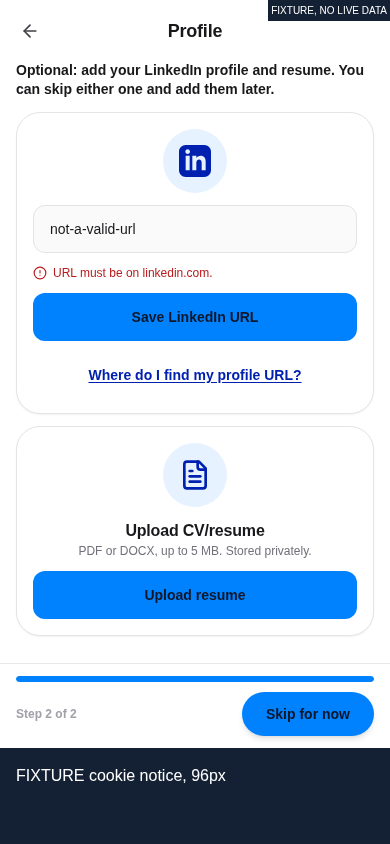 FIXTURE, NO LIVE DATA
Profile
Optional: add your LinkedIn profile and resume. You
can skip either one and add them later.
in
not-a-valid-url
URL must be on linkedin.com.
Save LinkedIn URL
Where do I find my profile URL?
Upload CV/resume
PDF or DOCX, up to 5 MB. Stored privately.
Upload resume
Step 2 of 2
Skip for now
FIXTURE cookie notice, 96px